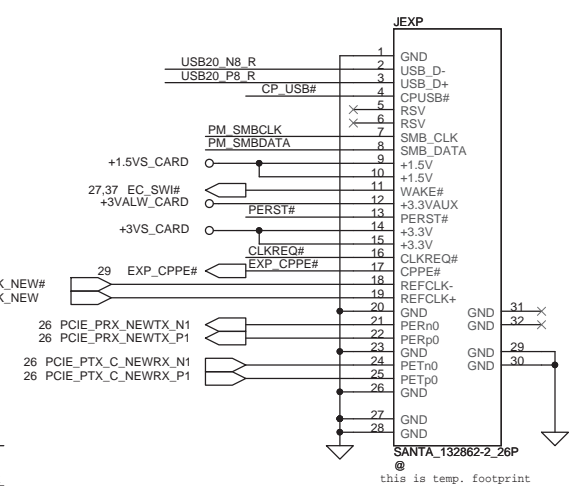 JEXP
1 GND
USB20_N8_R 2 USB_D-
USB20_P8_R 3 USB_D+
CP_USB# 4 CPUSB#
5 RSV
6 RSV
PM_SMBCLK 7 SMB_CLK
PM_SMBDATA 8 SMB_DATA
+1.5VS_CARD 9 +1.5V
10 +1.5V
27,37 EC_SWI# 11 WAKE#
+3VALW_CARD 12 +3.3VAUX
PERST# 13 PERST#
+3VS_CARD 14 +3.3V
15 +3.3V
CLKREQ# 16 CLKREQ#
29 EXP_CPPE# EXP_CPPE# 17 CPPE#
K_NEW# 18 REFCLK-
K_NEW 19 REFCLK+
20 GND GND 31
26 PCIE_PRX_NEWTX_N1 21 PERn0 GND 32
26 PCIE_PRX_NEWTX_P1 22 PERp0
23 GND GND 29
26 PCIE_PTX_C_NEWRX_N1 24 PETn0 GND 30
26 PCIE_PTX_C_NEWRX_P1 25 PETp0
26 GND
27 GND
28 GND
SANTA_132862-2_26P
@
this is temp. footprint